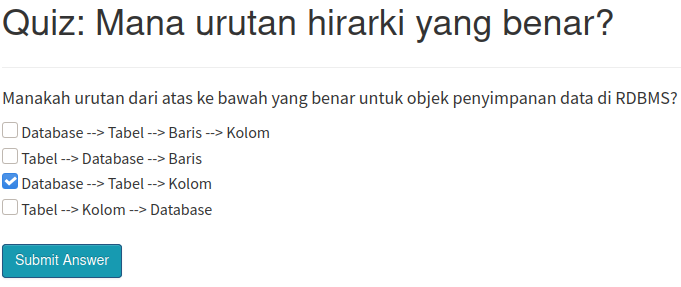 Quiz: Mana urutan hirarki yang benar?
Manakah urutan dari atas ke bawah yang benar untuk objek penyimpanan data di RDBMS?
Database --> Tabel --> Baris --> Kolom
Tabel --> Database --> Baris
Database --> Tabel --> Kolom
Tabel --> Kolom --> Database
Submit Answer